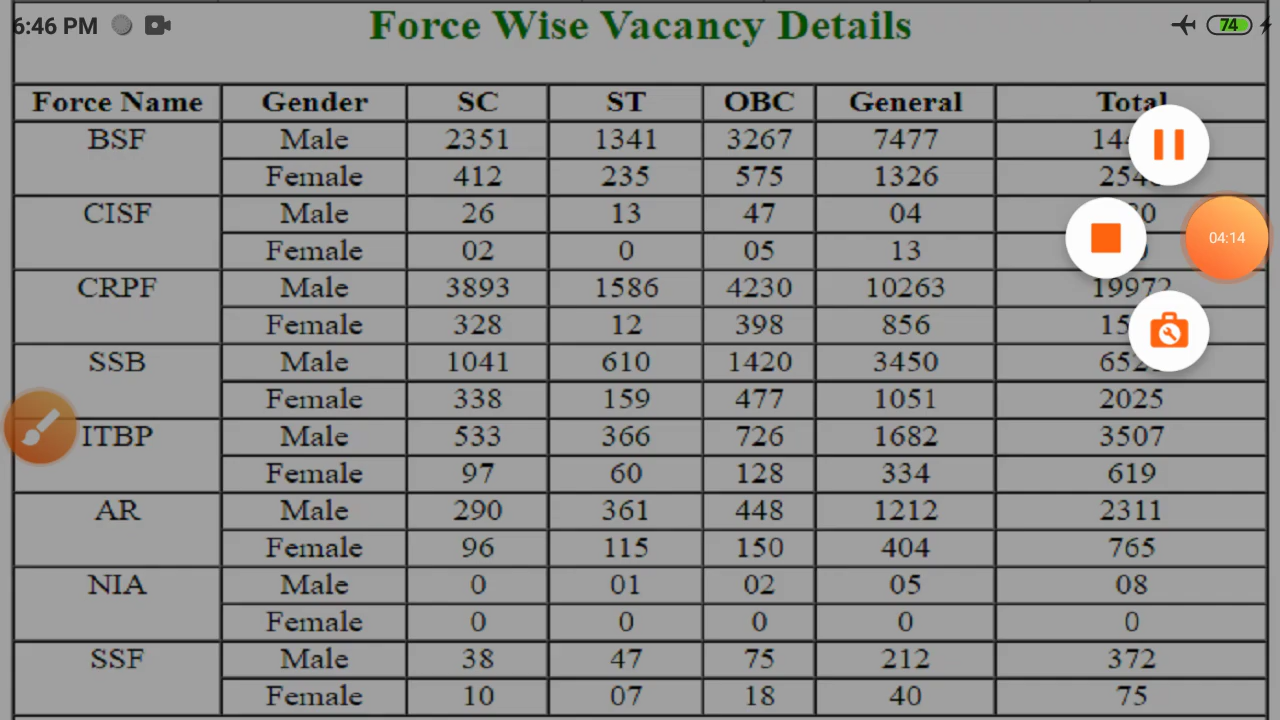 6:46 PM 74
Force Wise Vacancy Details
Force Name Gender SC ST OBC General Total
BSF Male 2351 1341 3267 7477
Female 412 235 575 1326
CISF Male 26 13 47 04
Female 02 0 05 13
CRPF Male 3893 1586 4230 10263 19972
Female 328 12 398 856
SSB Male 1041 610 1420 3450
Female 338 159 477 1051 2025
ITBP Male 533 366 726 1682 3507
Female 97 60 128 334 619
AR Male 290 361 448 1212 2311
Female 96 115 150 404 765
NIA Male 0 01 02 05 08
Female 0 0 0 0 0
SSF Male 38 47 75 212 372
Female 10 07 18 40 75
04:14